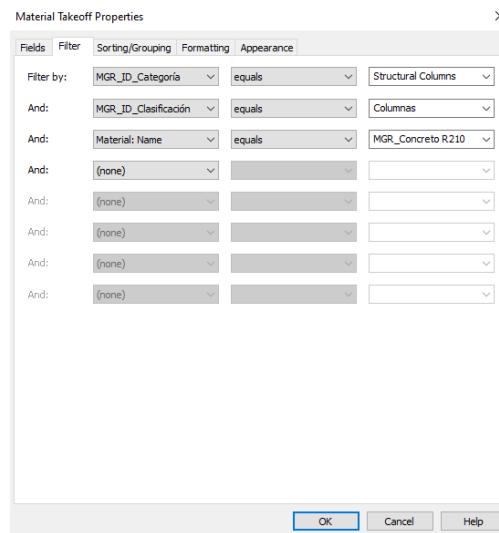 Material Takeoff Properties
Fields Filter Sorting/Grouping Formatting Appearance
Filter by: MGR_ID_Categoría equals Structural Columns
And: MGR_ID_Clasificación equals Columnas
And: Material: Name equals MGR_Concreto R210
And: (none)
And: (none)
And: (none)
And: (none)
And: (none)
OK Cancel Help